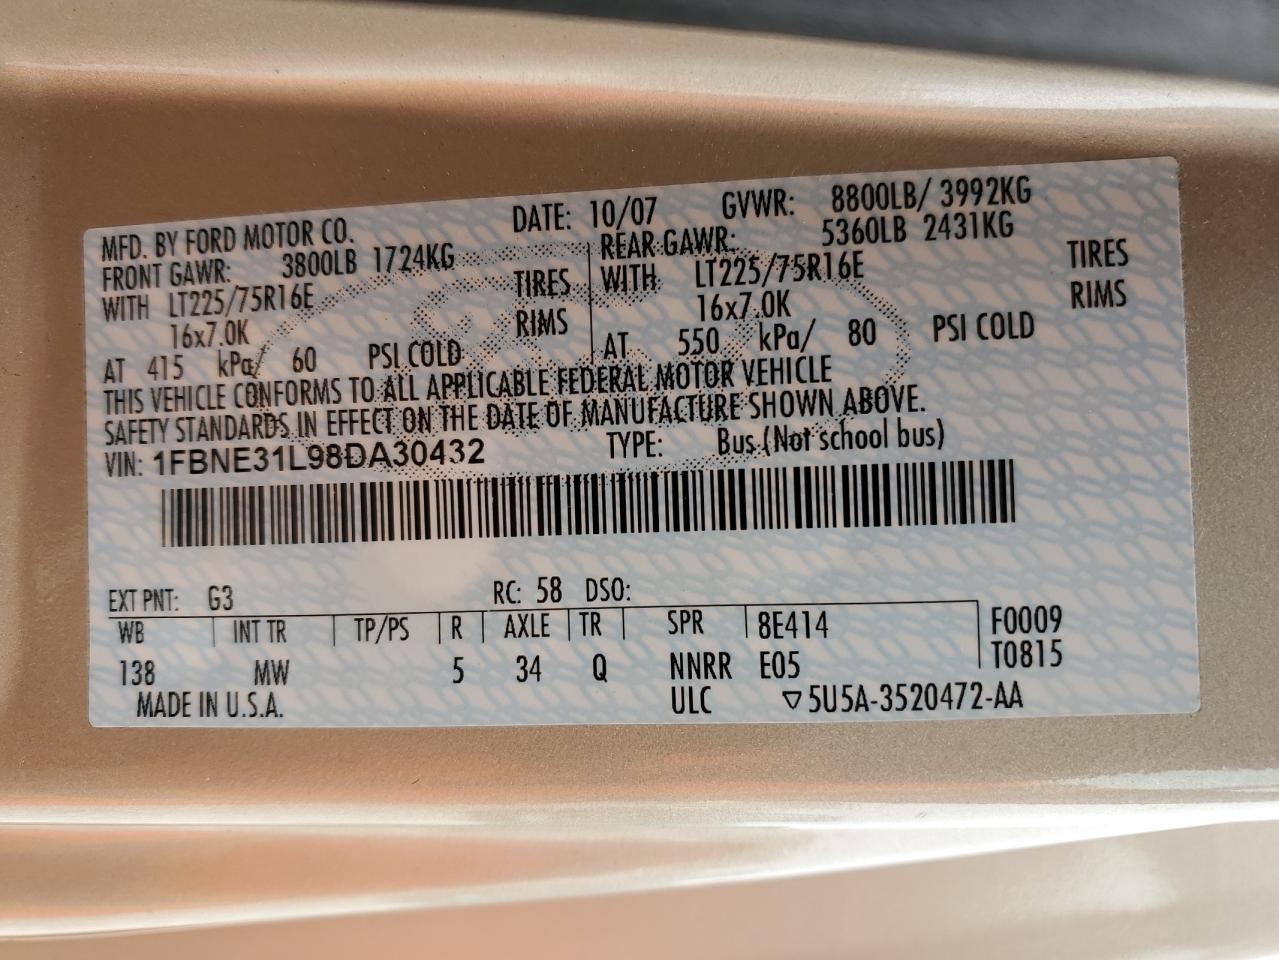 MFD. BY FORD MOTOR CO. DATE: 10/07 GVWR: 8800LB/ 3992KG
FRONT GAWR: 3800LB 1724KG REAR GAWR: 5360LB 2431KG
WITH LT225/75R16E TIRES WITH LT225/75R16E TIRES
16x7.0K RIMS 16x7.0K RIMS
AT 415 kPa/ 60 PSI COLD AT 550 kPa/ 80 PSI COLD
THIS VEHICLE CONFORMS TO ALL APPLICABLE FEDERAL MOTOR VEHICLE
SAFETY STANDARDS IN EFFECT ON THE DATE OF MANUFACTURE SHOWN ABOVE.
VIN: 1FBNE31L98DA30432 TYPE: Bus (Not school bus)
EXT PNT: G3 RC: 58 DSO:
WB INT TR TP/PS R AXLE TR SPR 8E414 F0009
138 MW 5 34 Q NNRR E05 T0815
MADE IN U.S.A. ULC ▽5U5A-3520472-AA